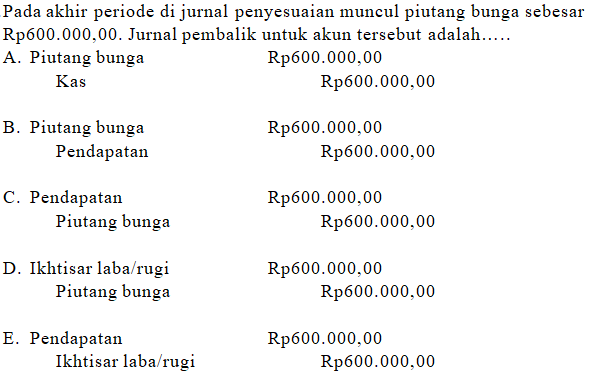 Pada akhir periode di jurnal penyesuaian muncul piutang bunga sebesar
Rp600.000,00. Jurnal pembalik untuk akun tersebut adalah.....
A. Piutang bunga Rp600.000,00
Kas Rp600.000,00
B. Piutang bunga Rp600.000,00
Pendapatan Rp600.000,00
C. Pendapatan Rp600.000,00
Piutang bunga Rp600.000,00
D. Ikhtisar laba/rugi Rp600.000,00
Piutang bunga Rp600.000,00
E. Pendapatan Rp600.000,00
Ikhtisar laba/rugi Rp600.000,00